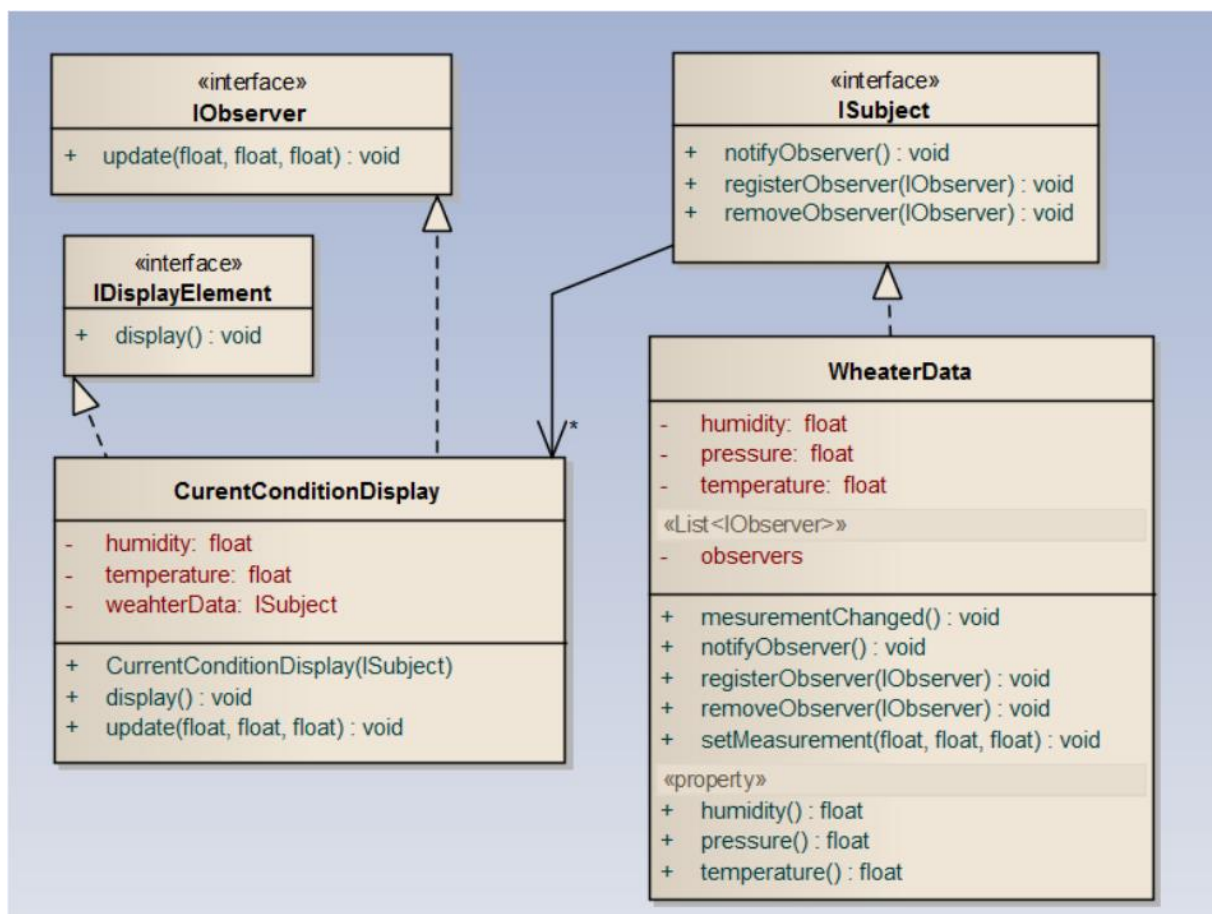 «interface»
IObserver
+ update(float, float, float) : void
«interface»
IDisplayElement
+ display() : void
CurentConditionDisplay
- humidity: float
- temperature: float
- weahterData: ISubject
+ CurrentConditionDisplay(ISubject)
+ display() : void
+ update(float, float, float) : void
«interface»
ISubject
+ notifyObserver() : void
+ registerObserver(IObserver) : void
+ removeObserver(IObserver) : void
*
WheaterData
- humidity: float
- pressure: float
- temperature: float
«List<IObserver>»
- observers
+ mesurementChanged() : void
+ notifyObserver() : void
+ registerObserver(IObserver) : void
+ removeObserver(IObserver) : void
+ setMeasurement(float, float, float) : void
«property»
+ humidity() : float
+ pressure() : float
+ temperature() : float